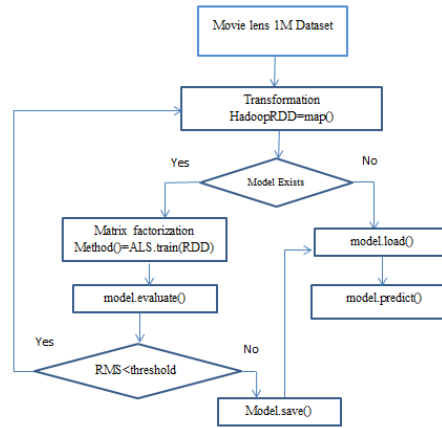 Movie lens 1M Dataset
Transformation
HadoopRDD=map()
Yes
No
Model Exists
Matrix factorization
Method()=ALS.train(RDD)
model.load()
model.evaluate()
model.predict()
Yes
No
RMS<threshold
Model.save()